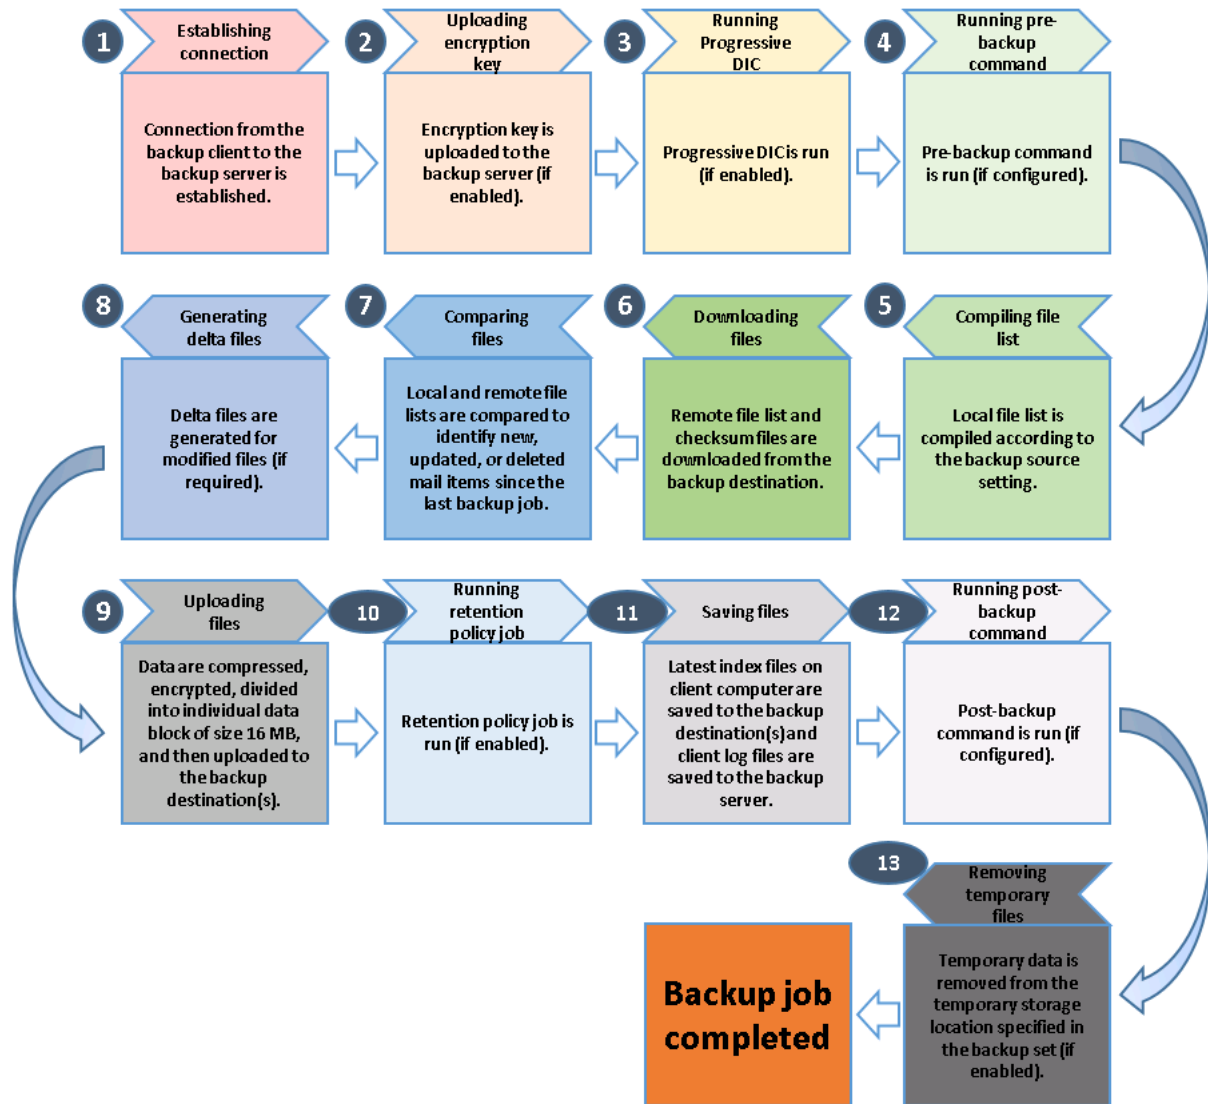 1
Establishing
connection
Connection from the
backup client to the
backup server is
established.
2
Uploading
encryption
key
Encryption key is
uploaded to the
backup server (if
enabled).
3
Running
Progressive
DIC
Progressive DIC is run
(if enabled).
4
Running pre-
backup
command
Pre-backup command
is run (if configured).
5
Compiling file
list
Local file list is
compiled according to
the backup source
setting.
6
Downloading
files
Remote file list and
checksum files are
downloaded from the
backup destination.
7
Comparing
files
Local and remote file
lists are compared to
identify new,
updated, or deleted
mail items since the
last backup job.
8
Generating
delta files
Delta files are
generated for
modified files (if
required).
9
Uploading
files
Data are compressed,
encrypted, divided
into individual data
block of size 16 MB,
and then uploaded to
the backup
destination(s).
10
Running
retention
policy job
Retention policy job is
run (if enabled).
11
Saving files
Latest index files on
client computer are
saved to the backup
destination(s) and
client log files are
saved to the backup
server.
12
Running post-
backup
command
Post-backup
command is run (if
configured).
13
Removing
temporary
files
Temporary data is
removed from the
temporary storage
location specified in
the backup set (if
enabled).
Backup job
completed